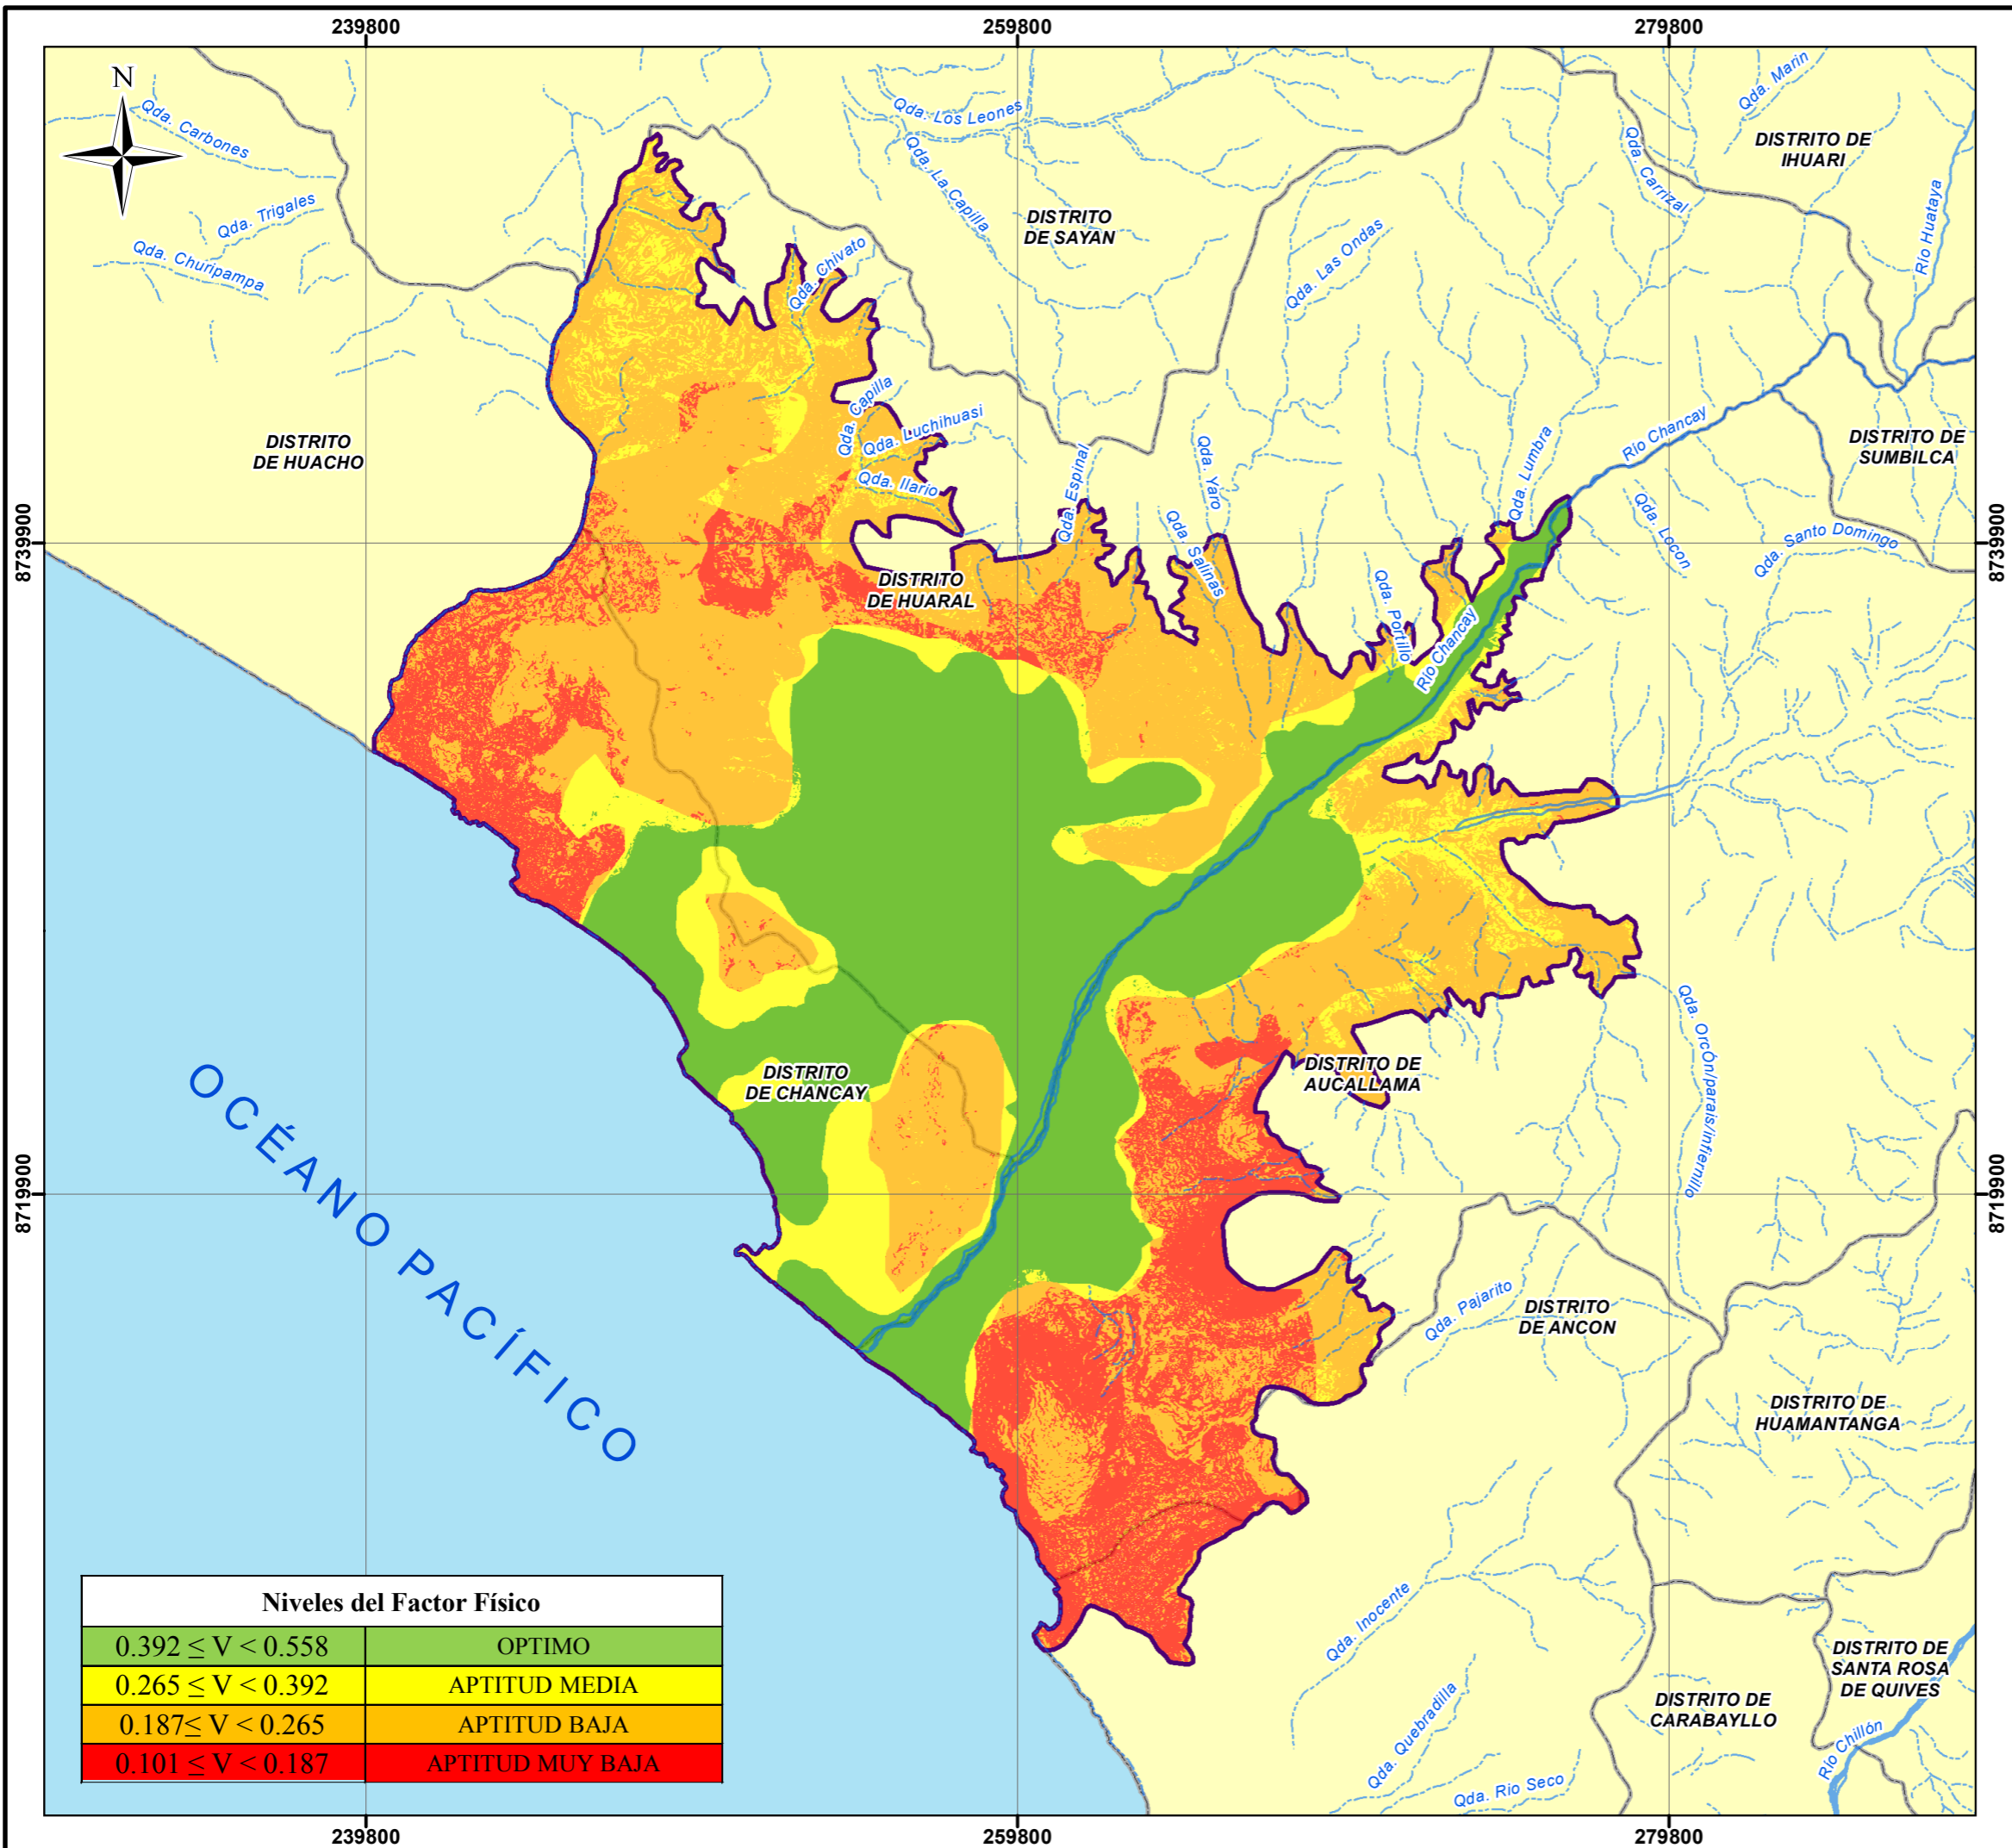 239800
259800
279800
N
Qda. Carbones
Qda. Trigales
Qda. Churipampa
Qda. Los Leones
Qda. La Capilla
Qda. Marin
DISTRITO DE
IHUARI
Qda. Carrizal
Rio Huataya
DISTRITO
DE SAYAN
Qda. Chivato
Qda. Las Ondas
Qda. Capilla
Qda. Luchihuasi
Qda. Ilario
Qda. Espinal
Qda. Yaro
Qda. Salinas
Qda. Lumbra
Rio Chancay
DISTRITO DE
SUMBILCA
DISTRITO
DE HUACHO
Qda. Locon
Qda. Santo Domingo
8739900
8739900
DISTRITO
DE HUARAL
Qda. Portillo
Rio Chancay
Qda. OrcÓn/parais/infiernillo
DISTRITO
DE CHANCAY
DISTRITO DE
AUCALLAMA
8719900
8719900
OCÉANO PACÍFICO
Qda. Pajarito
DISTRITO
DE ANCON
DISTRITO DE
HUAMANTANGA
Qda. Inocente
Qda. Quebradilla
Qda. Rio Seco
DISTRITO DE
CARABAYLLO
DISTRITO DE
SANTA ROSA
DE QUIVES
Rio Chillón
Niveles del Factor Físico
0.392 ≤ V < 0.558 OPTIMO
0.265 ≤ V < 0.392 APTITUD MEDIA
0.187≤ V < 0.265 APTITUD BAJA
0.101 ≤ V < 0.187 APTITUD MUY BAJA
239800
259800
279800